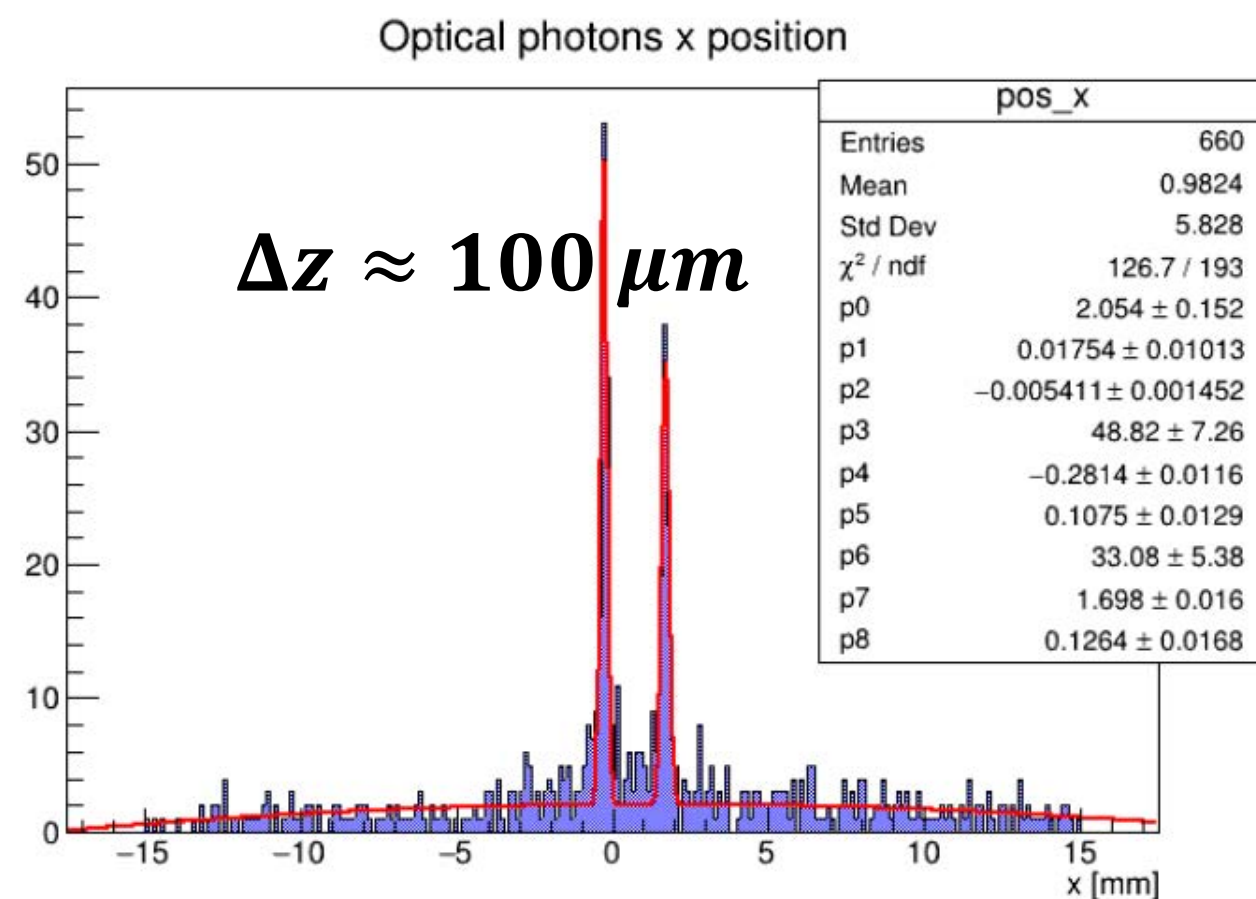 Optical photons x position
pos_x
Entries 660
Mean 0.9824
Std Dev 5.828
χ² / ndf 126.7 / 193
p0 2.054 ± 0.152
p1 0.01754 ± 0.01013
p2 −0.005411 ± 0.001452
p3 48.82 ± 7.26
p4 −0.2814 ± 0.0116
p5 0.1075 ± 0.0129
p6 33.08 ± 5.38
p7 1.698 ± 0.016
p8 0.1264 ± 0.0168
Δz ≈ 100 μm
50
40
30
20
10
0
−15 −10 −5 0 5 10 15
x [mm]